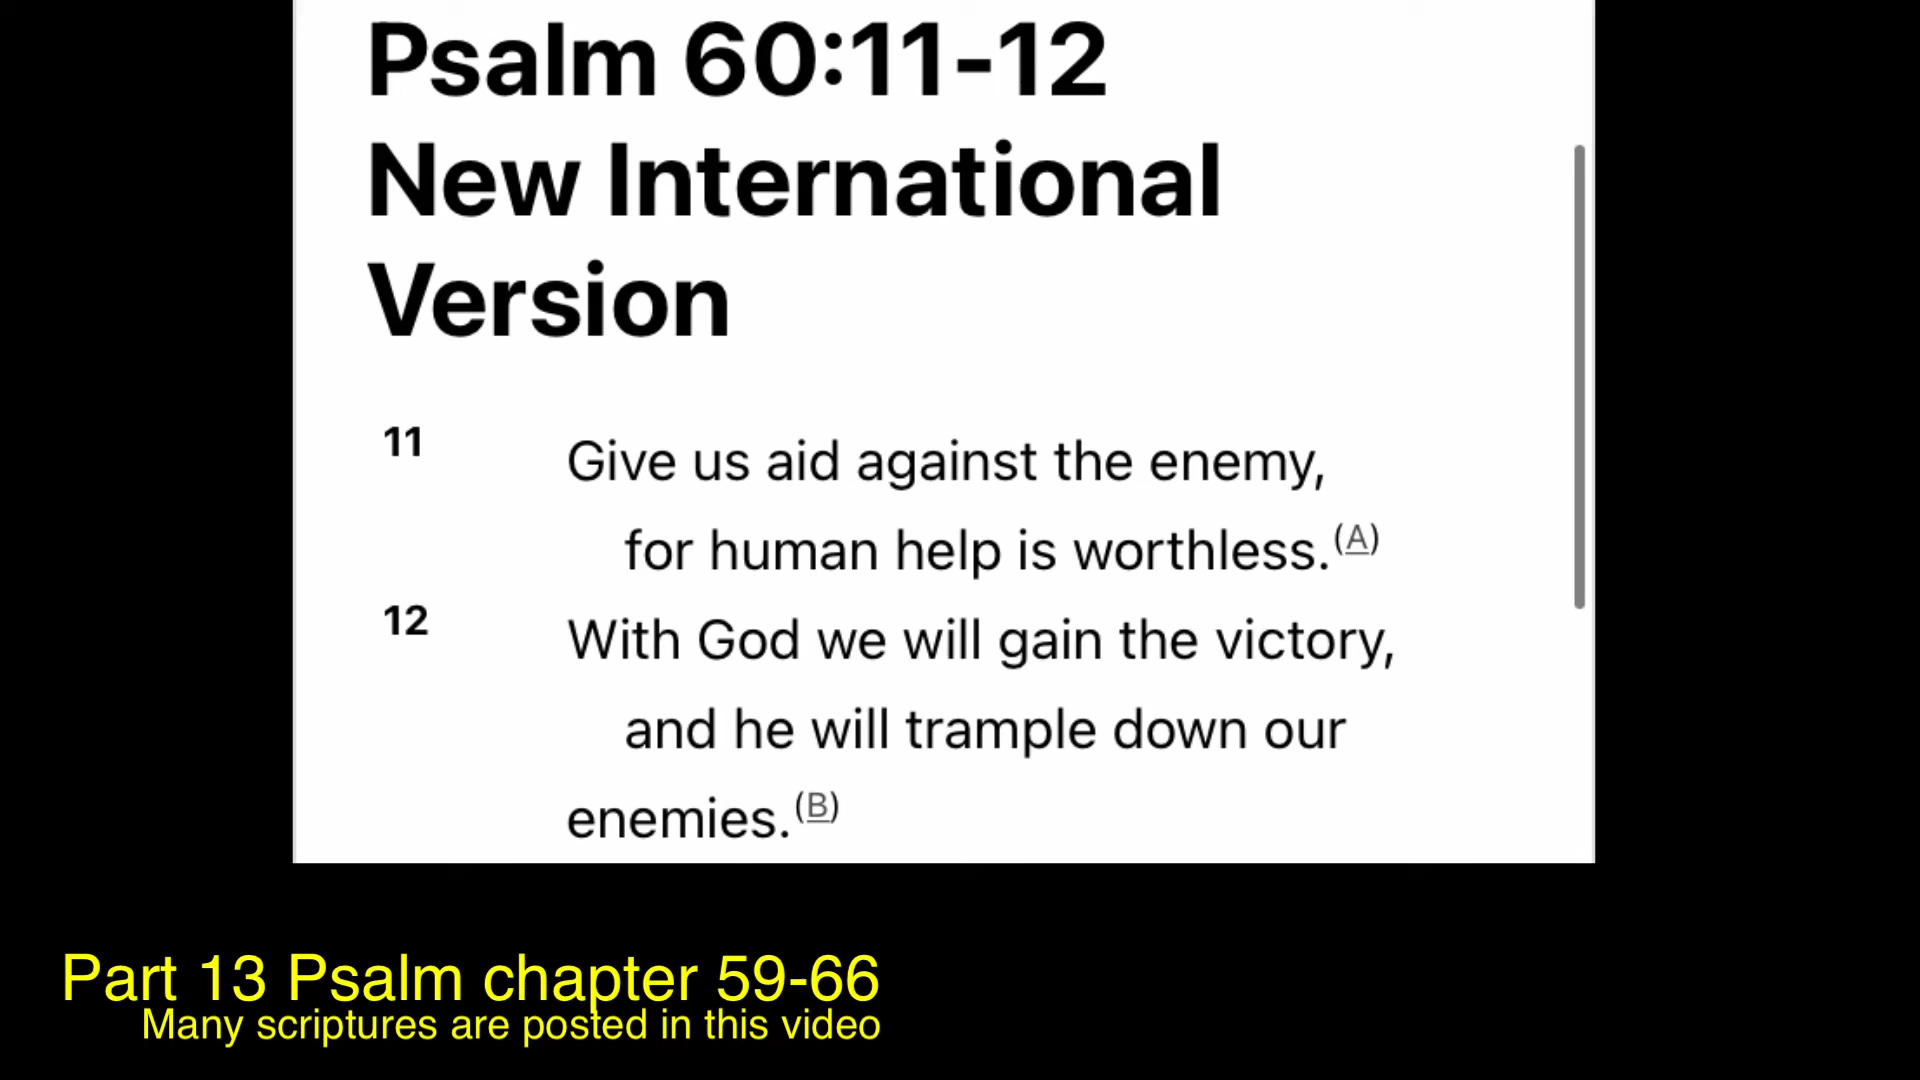 Psalm 60:11-12
New International
Version
11 Give us aid against the enemy,
for human help is worthless.(A)
12 With God we will gain the victory,
and he will trample down our
enemies.(B)
Part 13 Psalm chapter 59-66
Many scriptures are posted in this video